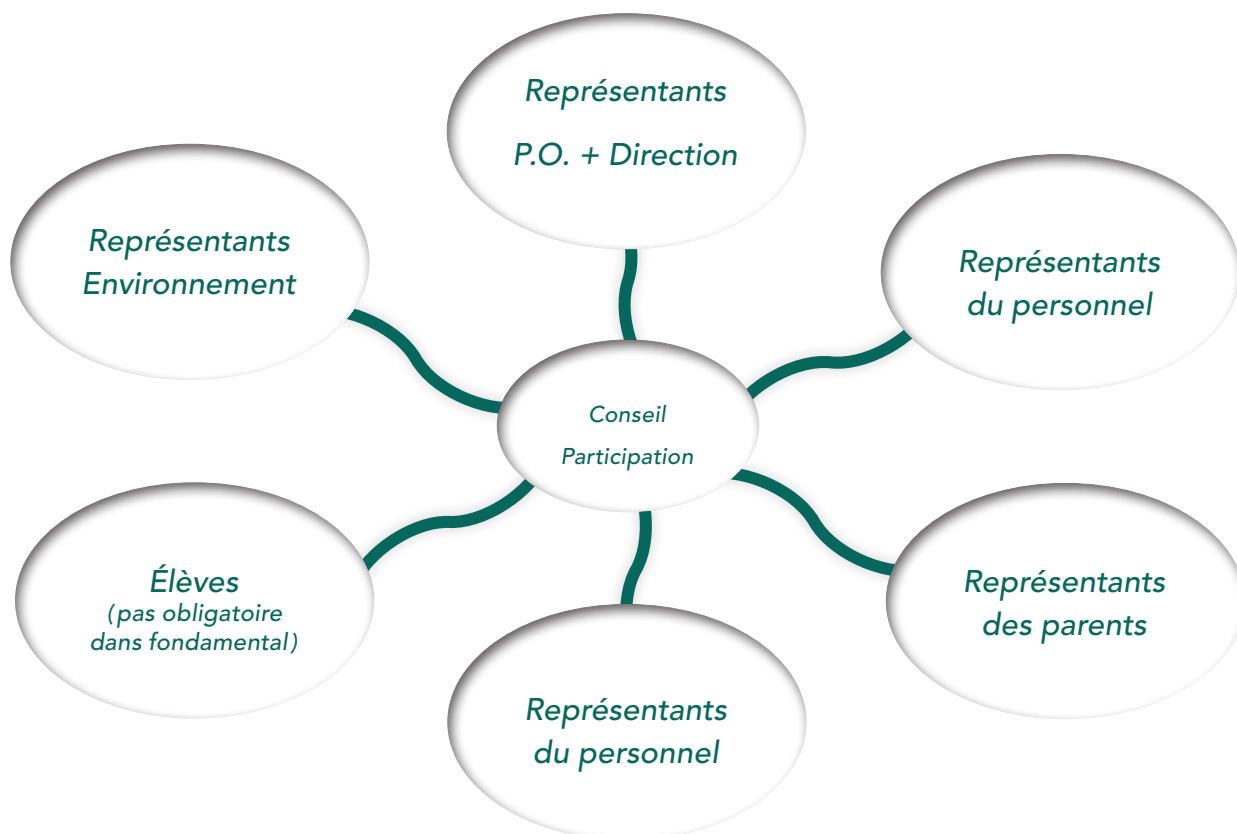 Représentants
P.O. + Direction
Représentants
Environnement
Représentants
du personnel
Conseil
Participation
Élèves
(pas obligatoire
dans fondamental)
Représentants
des parents
Représentants
du personnel